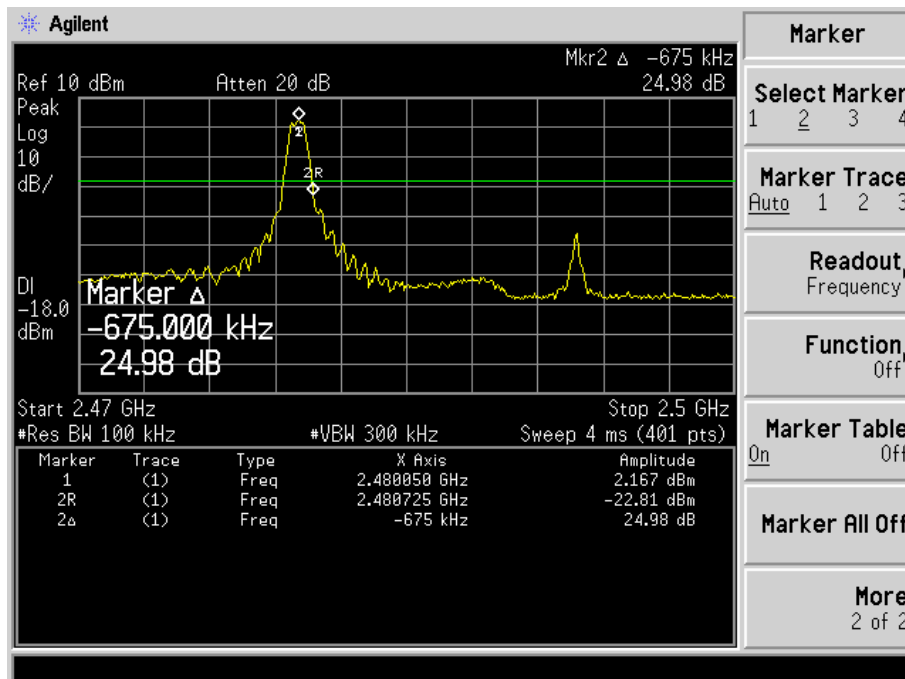 Agilent
Marker
Mkr2 Δ -675 kHz
Ref 10 dBm Atten 20 dB 24.98 dB
Peak
Log
10
dB/
2
2R
DI
-18.0
dBm
Marker Δ
-675.000 kHz
24.98 dB
Start 2.47 GHz Stop 2.5 GHz
#Res BW 100 kHz #VBW 300 kHz Sweep 4 ms (401 pts)
Marker Trace Type X Axis Amplitude
1 (1) Freq 2.480050 GHz 2.167 dBm
2R (1) Freq 2.480725 GHz -22.81 dBm
2Δ (1) Freq -675 kHz 24.98 dB
Select Marker
1 2 3 4
Marker Trace
Auto 1 2 3
Readout,
Frequency
Function,
Off
Marker Table
On Off
Marker All Off
More
2 of 2